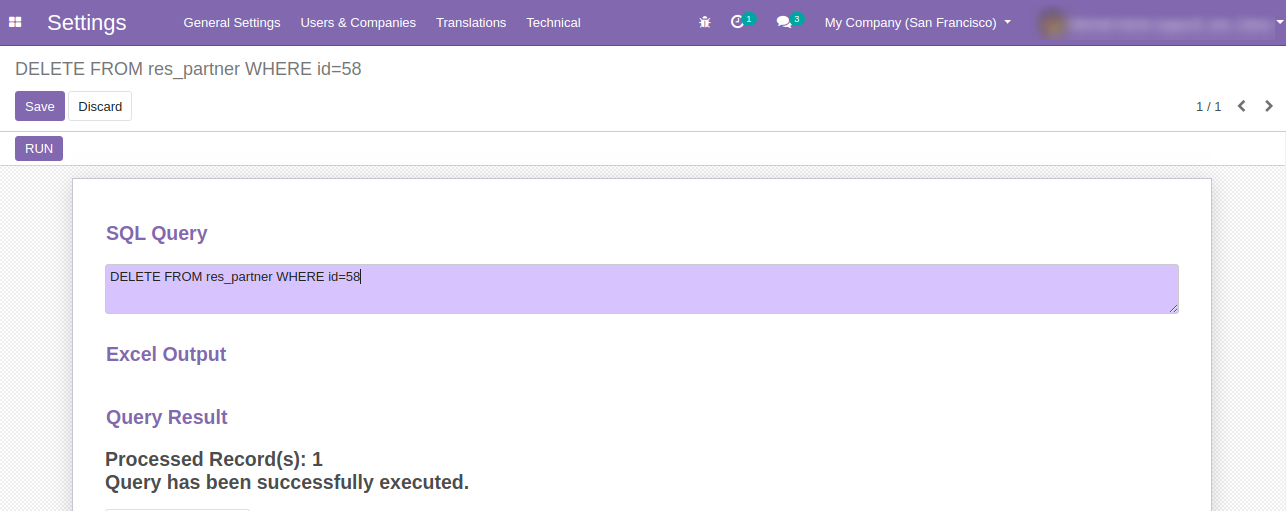 Settings General Settings Users & Companies Translations Technical 1 3 My Company (San Francisco)
DELETE FROM res_partner WHERE id=58
Save Discard 1 / 1
RUN
SQL Query
DELETE FROM res_partner WHERE id=58
Excel Output
Query Result
Processed Record(s): 1
Query has been successfully executed.